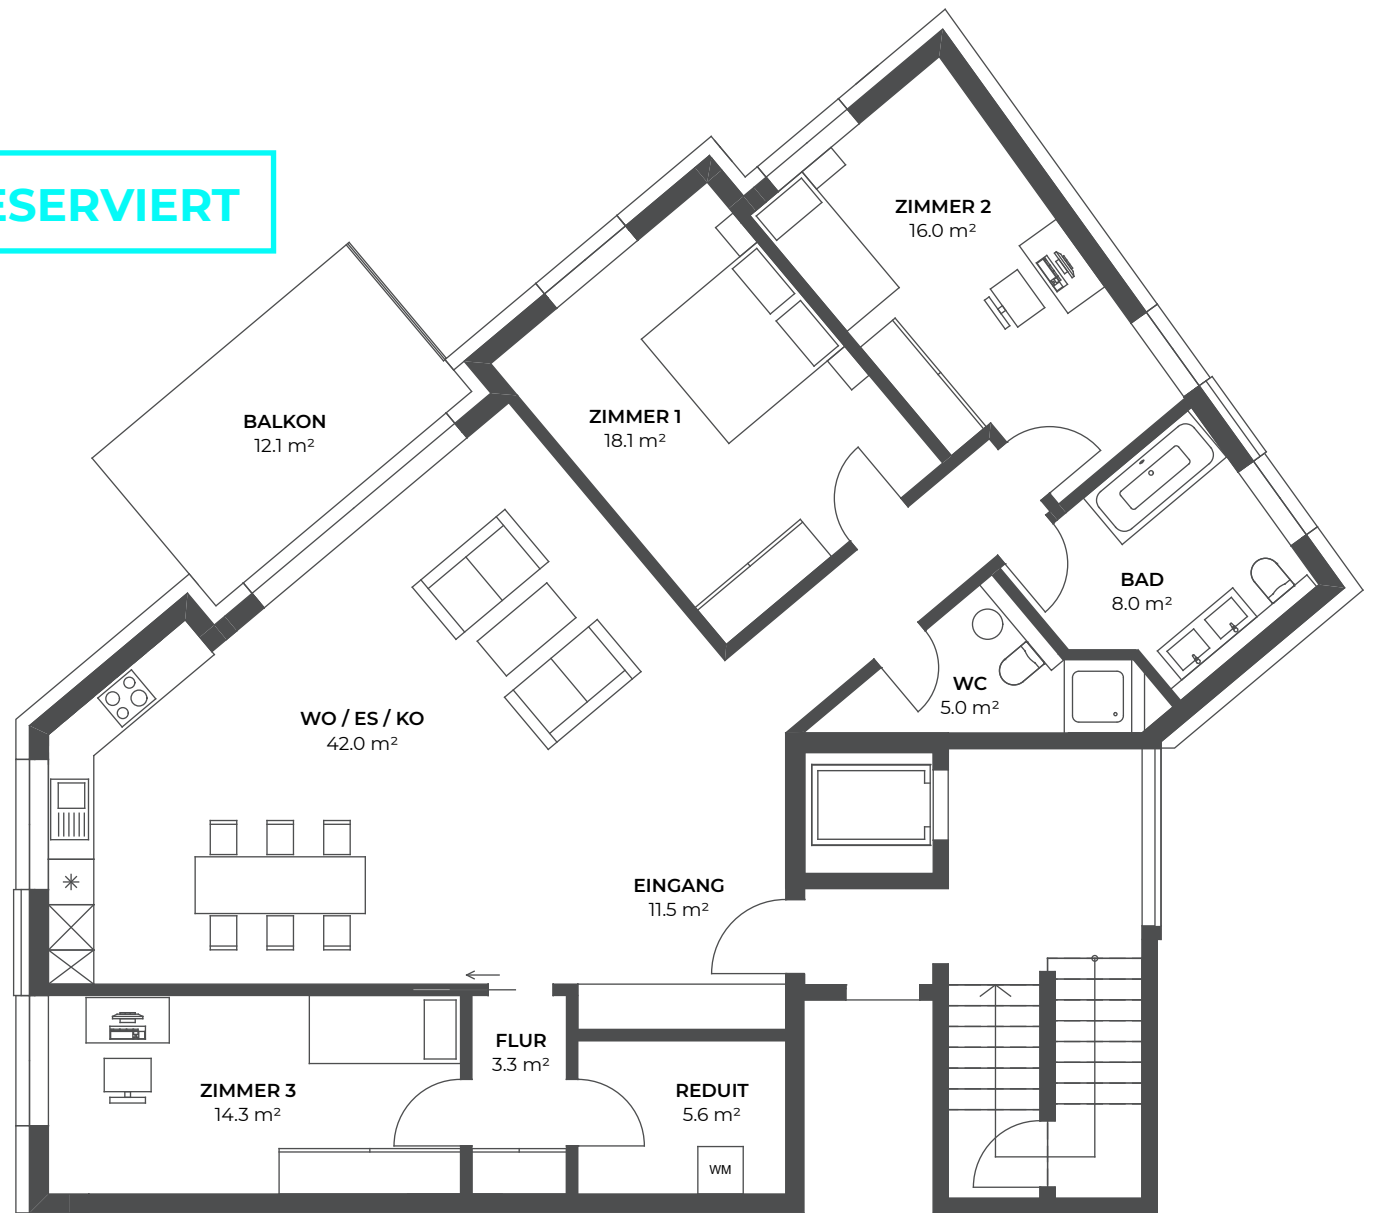 ESERVIERT
ZIMMER 2
16.0 m²
BALKON
12.1 m²
ZIMMER 1
18.1 m²
BAD
8.0 m²
WC
5.0 m²
WO / ES / KO
42.0 m²
EINGANG
11.5 m²
FLUR
3.3 m²
ZIMMER 3
14.3 m²
REDUIT
5.6 m²
WM